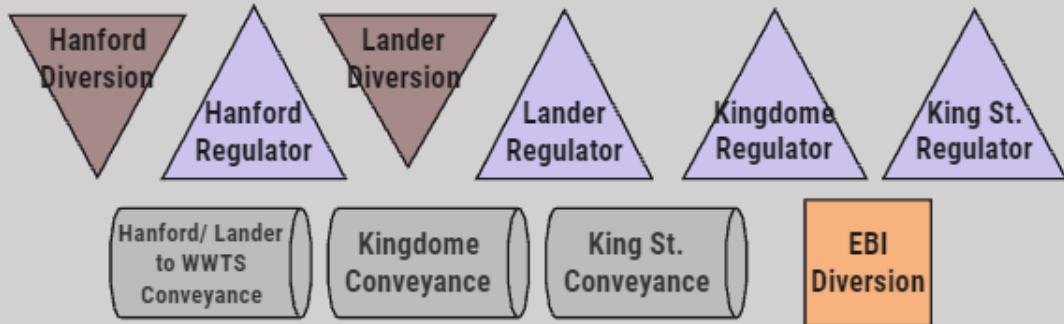 Hanford
Diversion
Hanford
Regulator
Lander
Diversion
Lander
Regulator
Kingdome
Regulator
King St.
Regulator
Hanford/ Lander
to WWTS
Conveyance
Kingdome
Conveyance
King St.
Conveyance
EBI
Diversion